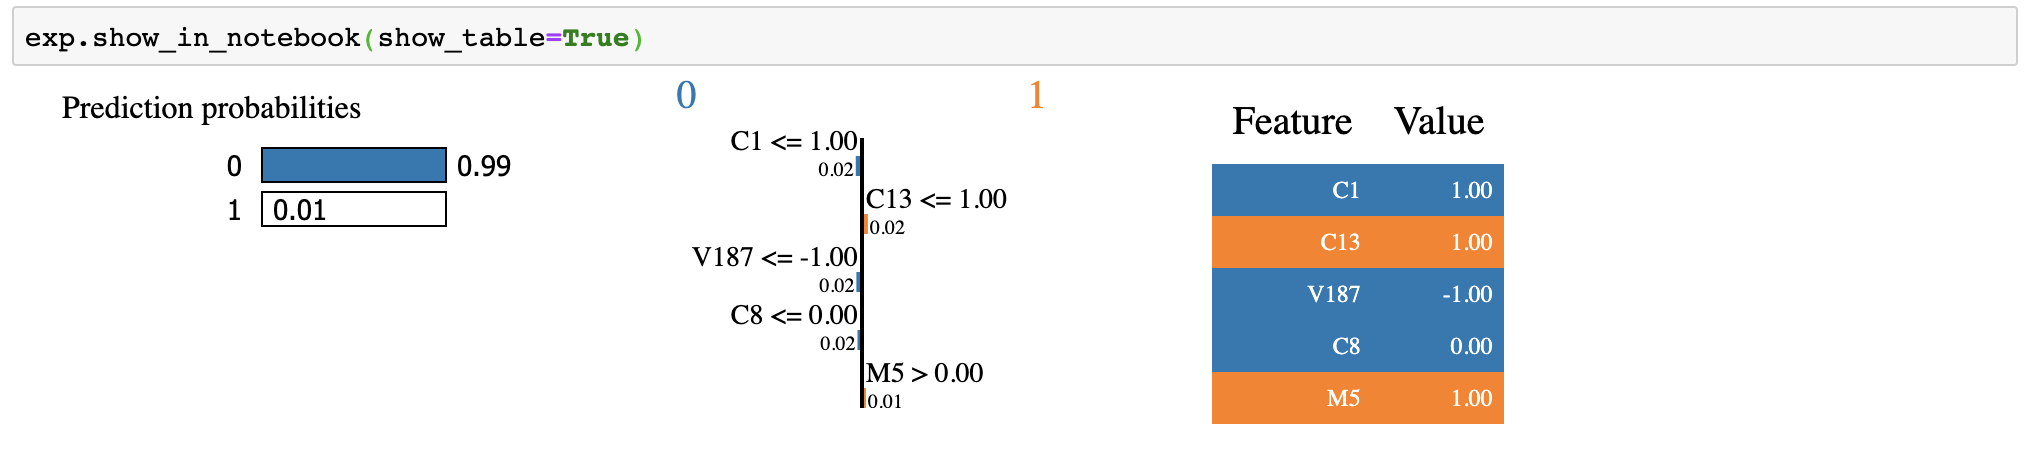 exp.show_in_notebook(show_table=True)
Prediction probabilities
0 0.99
1 0.01
0 1
C1 <= 1.00
0.02
C13 <= 1.00
0.02
V187 <= -1.00
0.02
C8 <= 0.00
0.02
M5 > 0.00
0.01
Feature Value
C1 1.00
C13 1.00
V187 -1.00
C8 0.00
M5 1.00